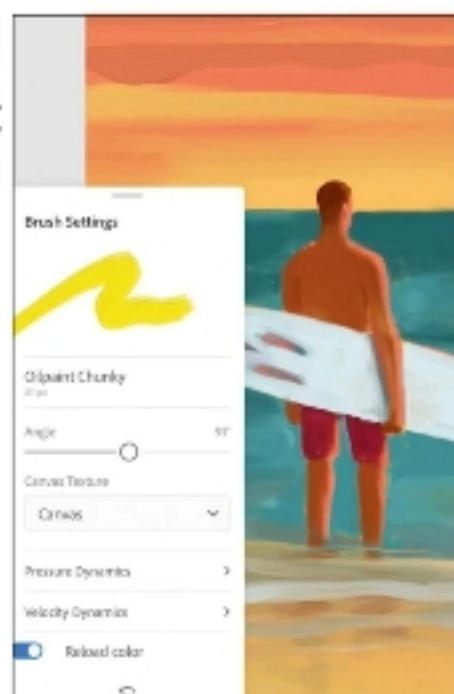 Brush Settings
Oilpaint Chunky
Angle
Canvas Texture
Canvas
Pressure Dynamics
Velocity Dynamics
Reload color